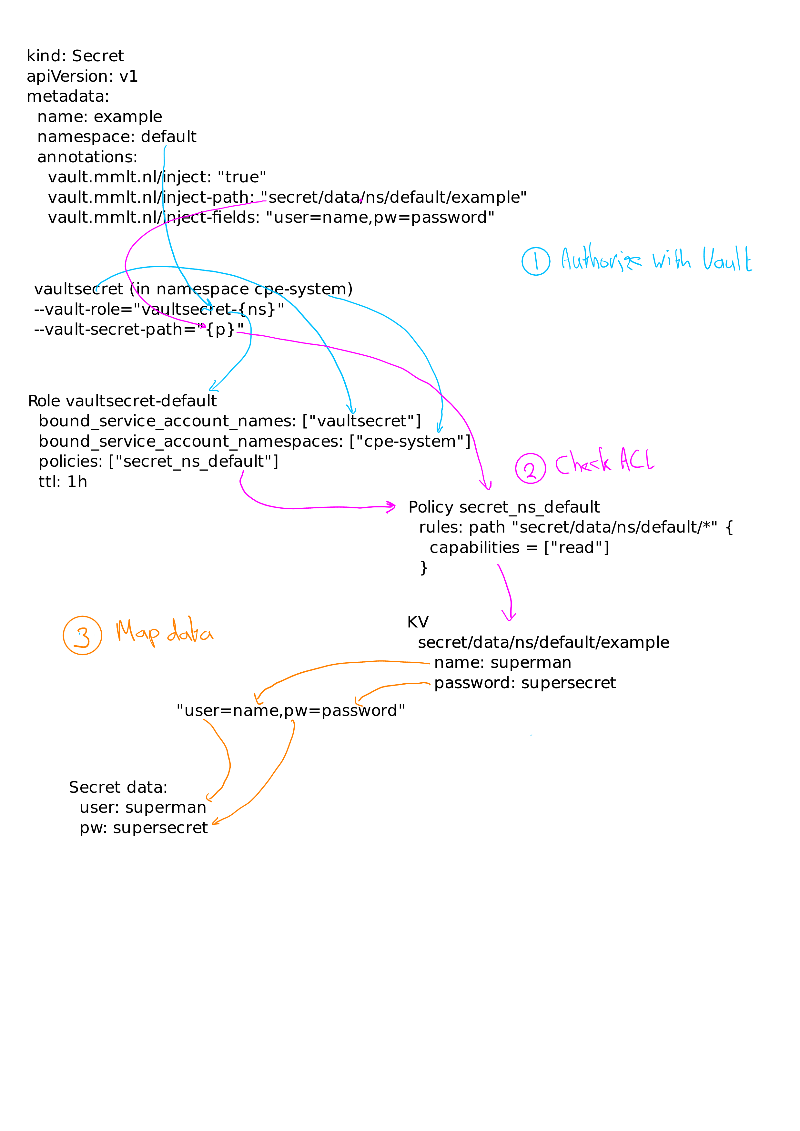 kind: Secret
apiVersion: v1
metadata:
  name: example
  namespace: default
  annotations:
    vault.mmlt.nl/inject: "true"
    vault.mmlt.nl/inject-path: "secret/data/ns/default/example"
    vault.mmlt.nl/inject-fields: "user=name,pw=password"
1 Authorize with Vault
vaultsecret (in namespace cpe-system)
--vault-role="vaultsecret-{ns}"
--vault-secret-path="{p}"
Role vaultsecret-default
  bound_service_account_names: ["vaultsecret"]
  bound_service_account_namespaces: ["cpe-system"]
  policies: ["secret_ns_default"]
  ttl: 1h
2 Check ACL
Policy secret_ns_default
  rules: path "secret/data/ns/default/*" {
    capabilities = ["read"]
  }
3 Map data
KV
  secret/data/ns/default/example
    name: superman
    password: supersecret
"user=name,pw=password"
Secret data:
  user: superman
  pw: supersecret